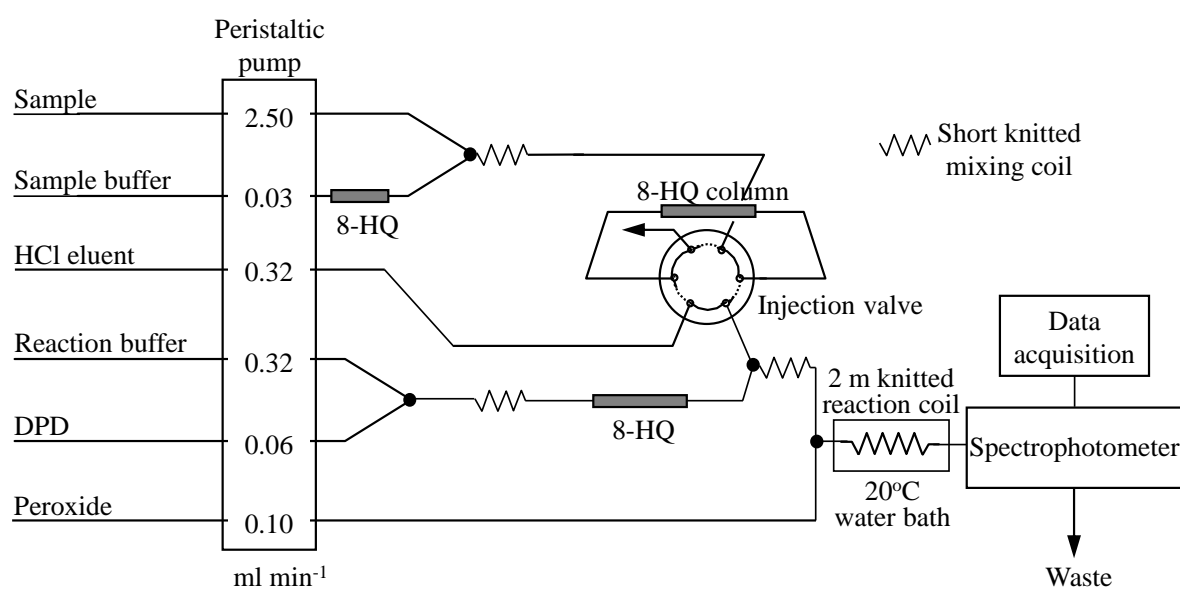 Peristaltic
pump
Sample
2.50
Short knitted
mixing coil
Sample buffer
0.03
8-HQ
8-HQ column
HCl eluent
0.32
Injection valve
Data
acquisition
Reaction buffer
0.32
2 m knitted
reaction coil
DPD
0.06
8-HQ
Spectrophotometer
20°C
water bath
Peroxide
0.10
ml min-1
Waste